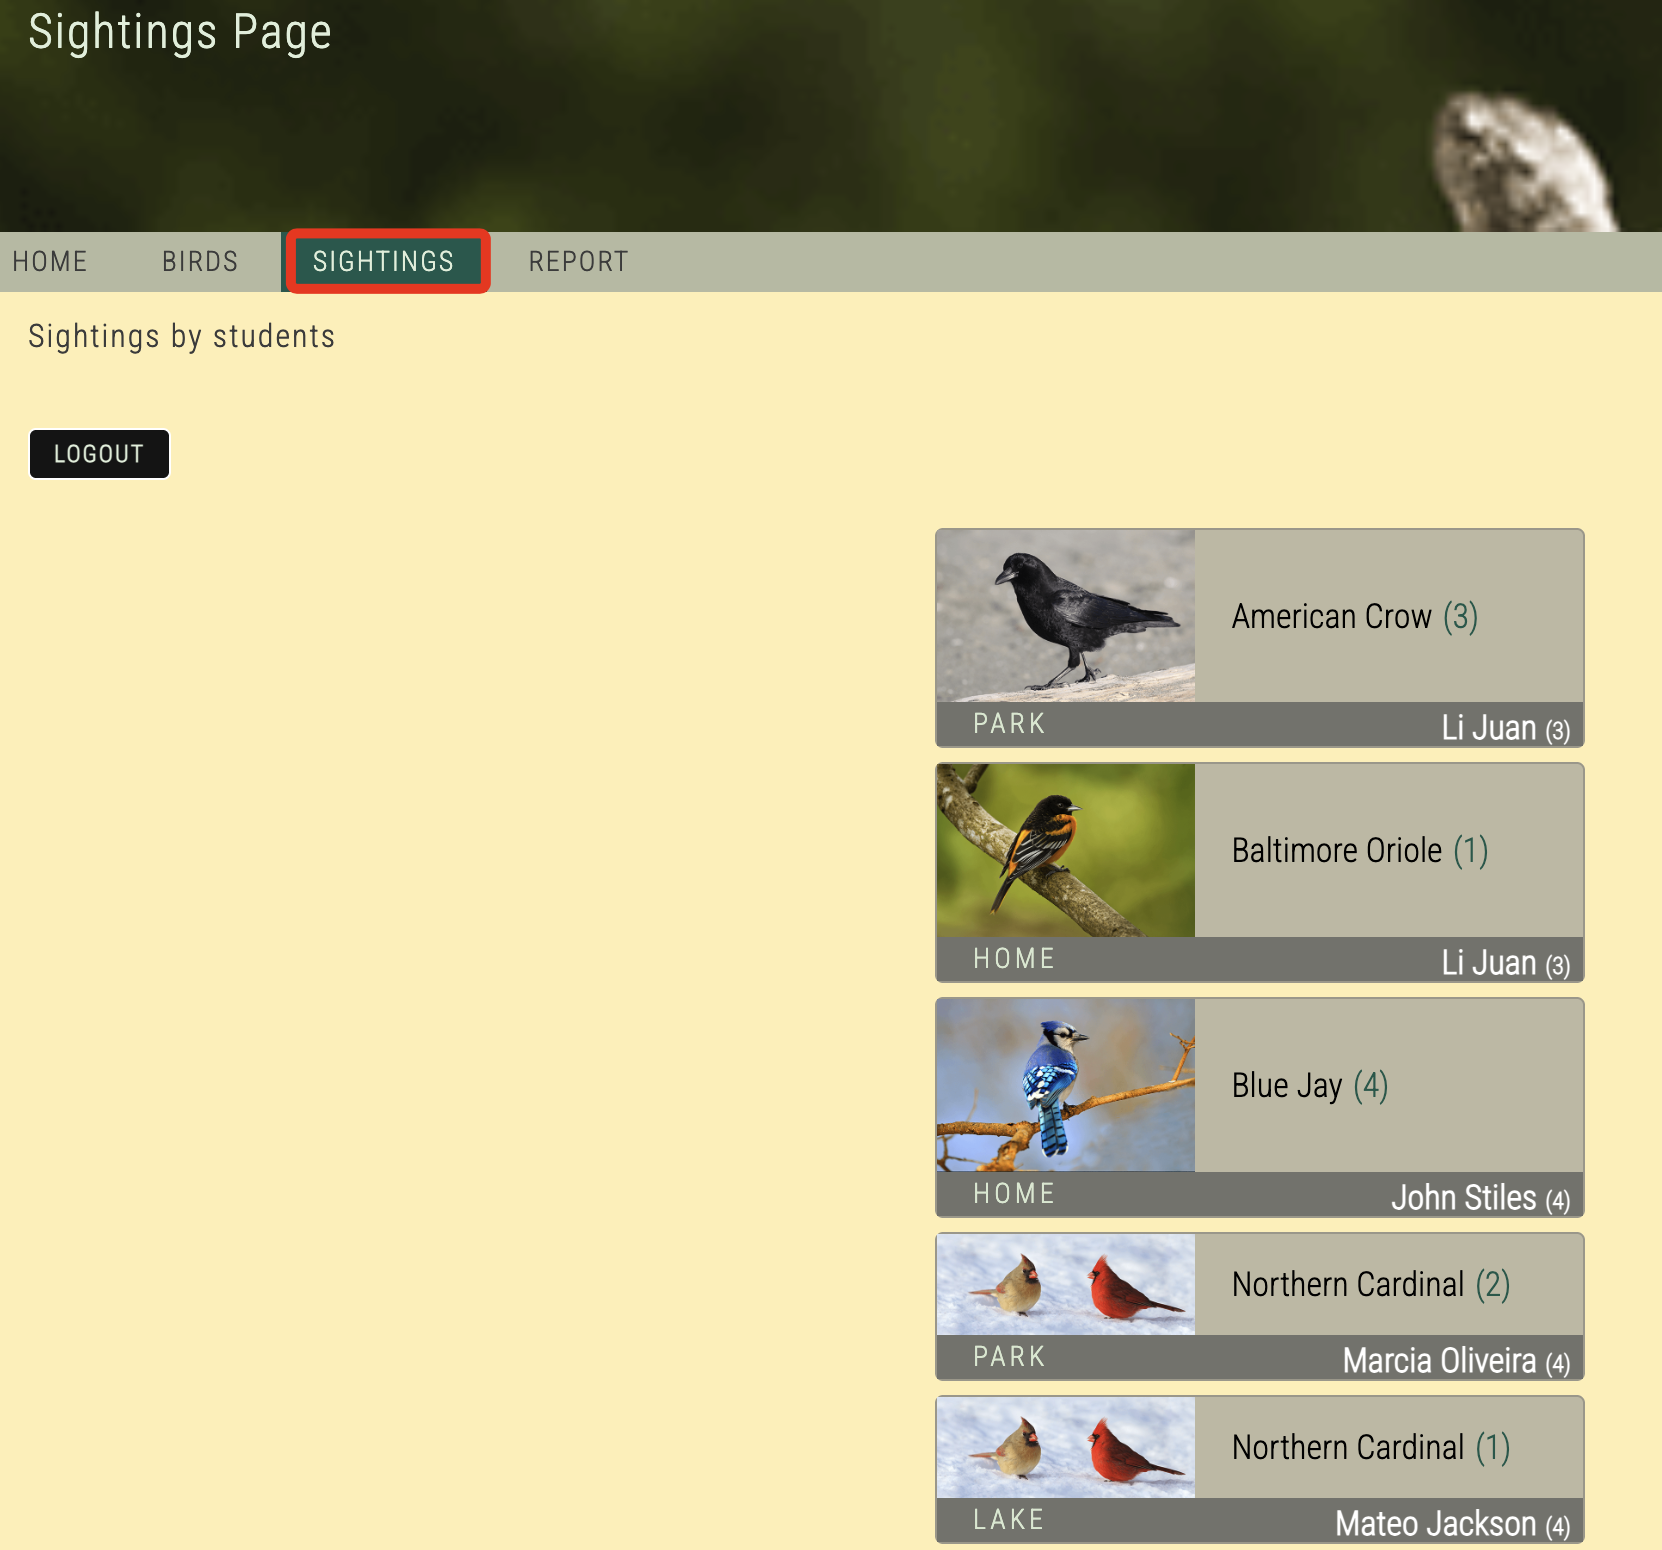 Sightings Page
HOME BIRDS SIGHTINGS REPORT
Sightings by students
LOGOUT
American Crow (3)
PARK Li Juan (3)
Baltimore Oriole (1)
HOME Li Juan (3)
Blue Jay (4)
HOME John Stiles (4)
Northern Cardinal (2)
PARK Marcia Oliveira (4)
Northern Cardinal (1)
LAKE Mateo Jackson (4)